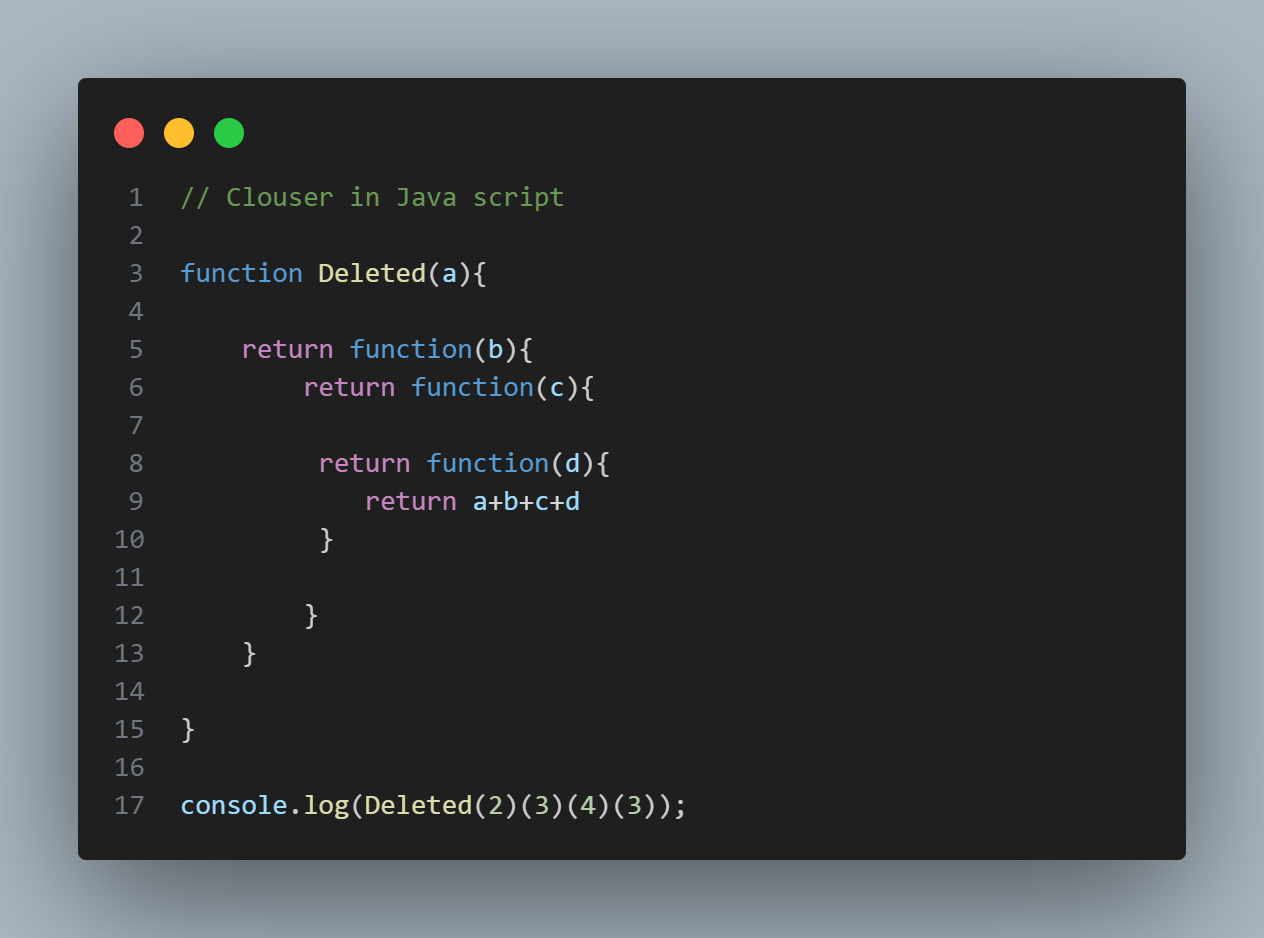 1 // Clouser in Java script
2
3 function Deleted(a){
4
5     return function(b){
6         return function(c){
7
8          return function(d){
9             return a+b+c+d
10          }
11
12         }
13     }
14
15 }
16
17 console.log(Deleted(2)(3)(4)(3));